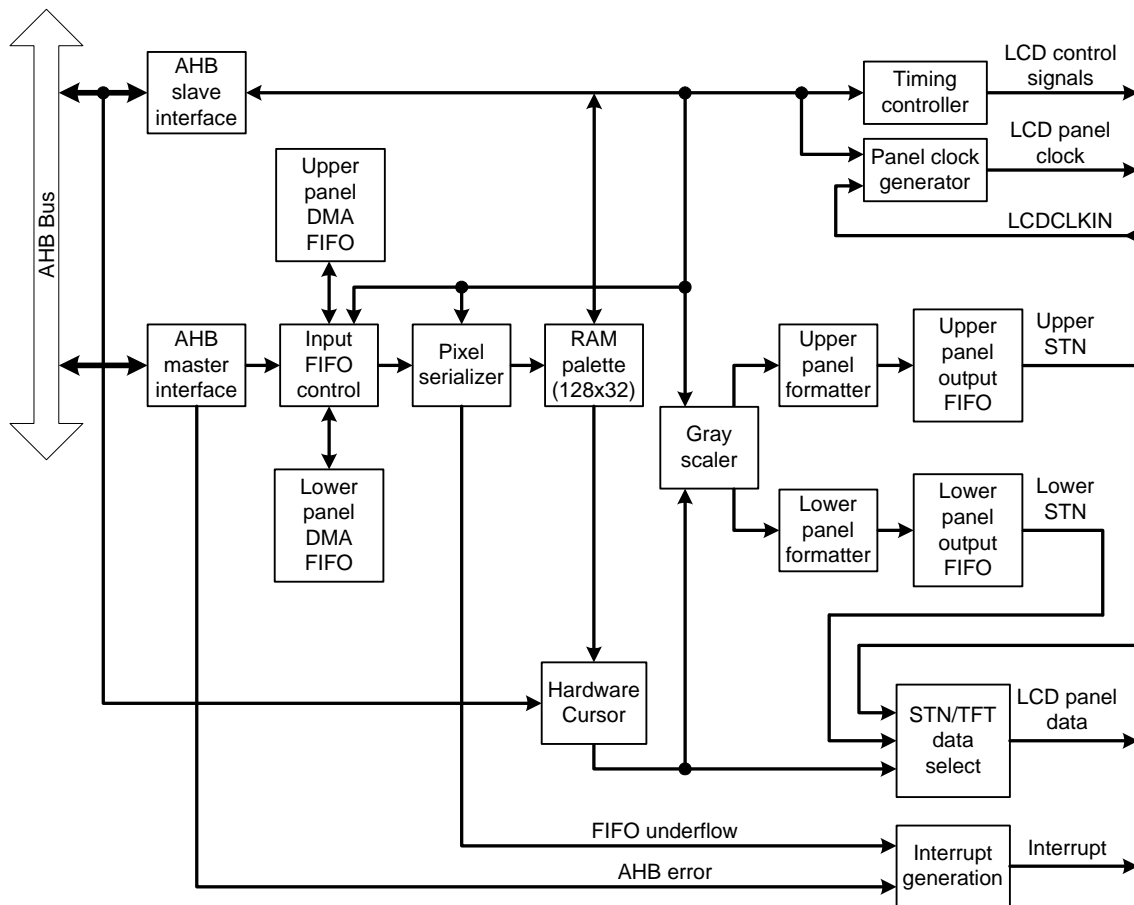 AHB Bus
AHB
slave
interface
Timing
controller
LCD control
signals
Panel clock
generator
LCD panel
clock
LCDCLKIN
Upper
panel
DMA
FIFO
AHB
master
interface
Input
FIFO
control
Pixel
serializer
RAM
palette
(128x32)
Upper
panel
formatter
Upper
panel
output
FIFO
Upper
STN
Gray
scaler
Lower
panel
DMA
FIFO
Lower
panel
formatter
Lower
panel
output
FIFO
Lower
STN
Hardware
Cursor
STN/TFT
data
select
LCD panel
data
FIFO underflow
AHB error
Interrupt
generation
Interrupt